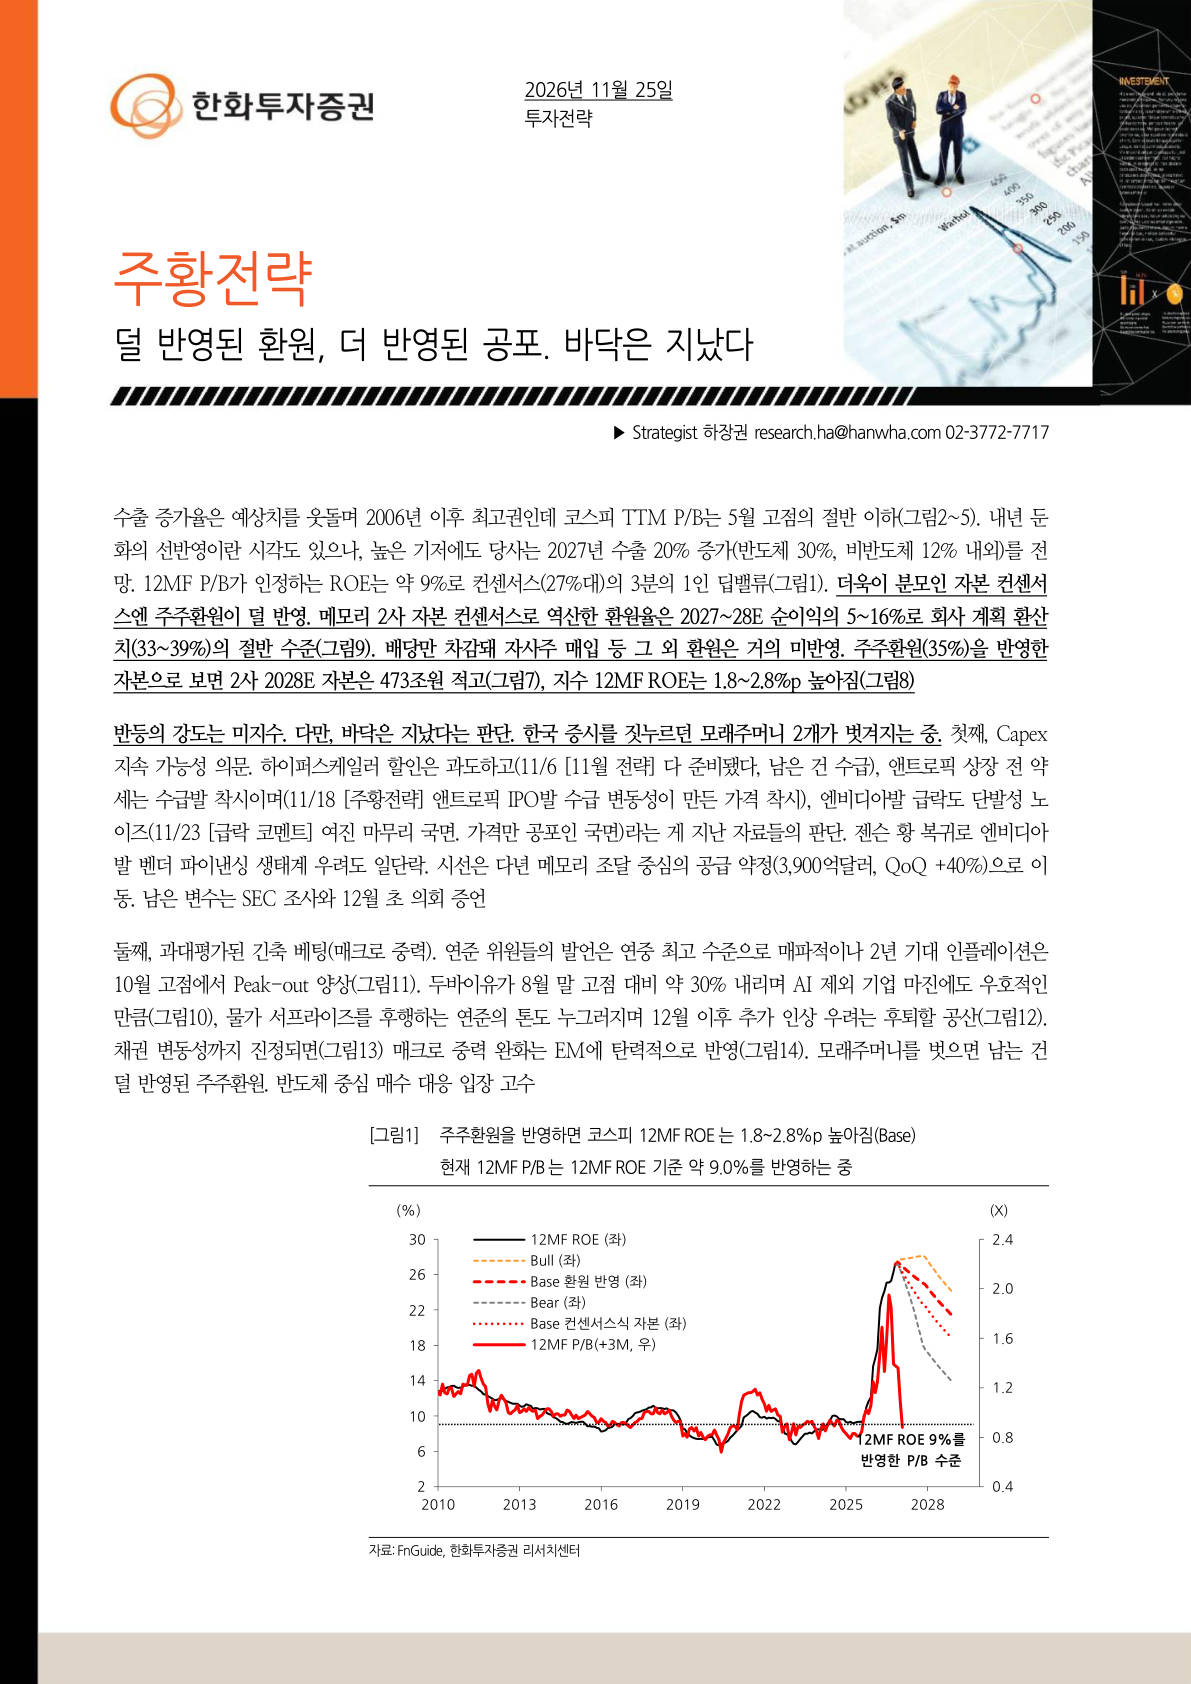 한화투자증권
2026년 11월 25일
투자전략
INVESTEMENT
at auction, $m
Warhol
450
400
350
300
250
200
150
주황전략
덜 반영된 환원, 더 반영된 공포. 바닥은 지났다
▶ Strategist 하장권 research.ha@hanwha.com 02-3772-7717
수출 증가율은 예상치를 웃돌며 2006년 이후 최고권인데 코스피 TTM P/B는 5월 고점의 절반 이하(그림2~5). 내년 둔
화의 선반영이란 시각도 있으나, 높은 기저에도 당사는 2027년 수출 20% 증가(반도체 30%, 비반도체 12% 내외)를 전
망. 12MF P/B가 인정하는 ROE는 약 9%로 컨센서스(27%대)의 3분의 1인 딥밸류(그림1). 더욱이 분모인 자본 컨센서
스엔 주주환원이 덜 반영. 메모리 2사 자본 컨센서스로 역산한 환원율은 2027~28E 순이익의 5~16%로 회사 계획 환산
치(33~39%)의 절반 수준(그림9). 배당만 차감돼 자사주 매입 등 그 외 환원은 거의 미반영. 주주환원(35%)을 반영한
자본으로 보면 2사 2028E 자본은 473조원 적고(그림7), 지수 12MF ROE는 1.8~2.8%p 높아짐(그림8)
반등의 강도는 미지수. 다만, 바닥은 지났다는 판단. 한국 증시를 짓누르던 모래주머니 2개가 벗겨지는 중. 첫째, Capex
지속 가능성 의문. 하이퍼스케일러 할인은 과도하고(11/6 [11월 전략] 다 준비됐다, 남은 건 수급), 앤트로픽 상장 전 약
세는 수급발 착시이며(11/18 [주황전략] 앤트로픽 IPO발 수급 변동성이 만든 가격 착시), 엔비디아발 급락도 단발성 노
이즈(11/23 [급락 코멘트] 여진 마무리 국면. 가격만 공포인 국면)라는 게 지난 자료들의 판단. 젠슨 황 복귀로 엔비디아
발 벤더 파이낸싱 생태계 우려도 일단락. 시선은 다년 메모리 조달 중심의 공급 약정(3,900억달러, QoQ +40%)으로 이
동. 남은 변수는 SEC 조사와 12월 초 의회 증언
둘째, 과대평가된 긴축 베팅(매크로 중력). 연준 위원들의 발언은 연중 최고 수준으로 매파적이나 2년 기대 인플레이션은
10월 고점에서 Peak-out 양상(그림11). 두바이유가 8월 말 고점 대비 약 30% 내리며 AI 제외 기업 마진에도 우호적인
만큼(그림10), 물가 서프라이즈를 후행하는 연준의 톤도 누그러지며 12월 이후 추가 인상 우려는 후퇴할 공산(그림12).
채권 변동성까지 진정되면(그림13) 매크로 중력 완화는 EM에 탄력적으로 반영(그림14). 모래주머니를 벗으면 남는 건
덜 반영된 주주환원. 반도체 중심 매수 대응 입장 고수
[그림1] 주주환원을 반영하면 코스피 12MF ROE는 1.8~2.8%p 높아짐(Base)
현재 12MF P/B는 12MF ROE 기준 약 9.0%를 반영하는 중
(%)
(X)
30
26
22
18
14
10
6
2
12MF ROE (좌)
Bull (좌)
Base 환원 반영 (좌)
Bear (좌)
Base 컨센서스식 자본 (좌)
12MF P/B(+3M, 우)
12MF ROE 9%를
반영한 P/B 수준
2.4
2.0
1.6
1.2
0.8
0.4
2010 2013 2016 2019 2022 2025 2028
자료: FnGuide, 한화투자증권 리서치센터